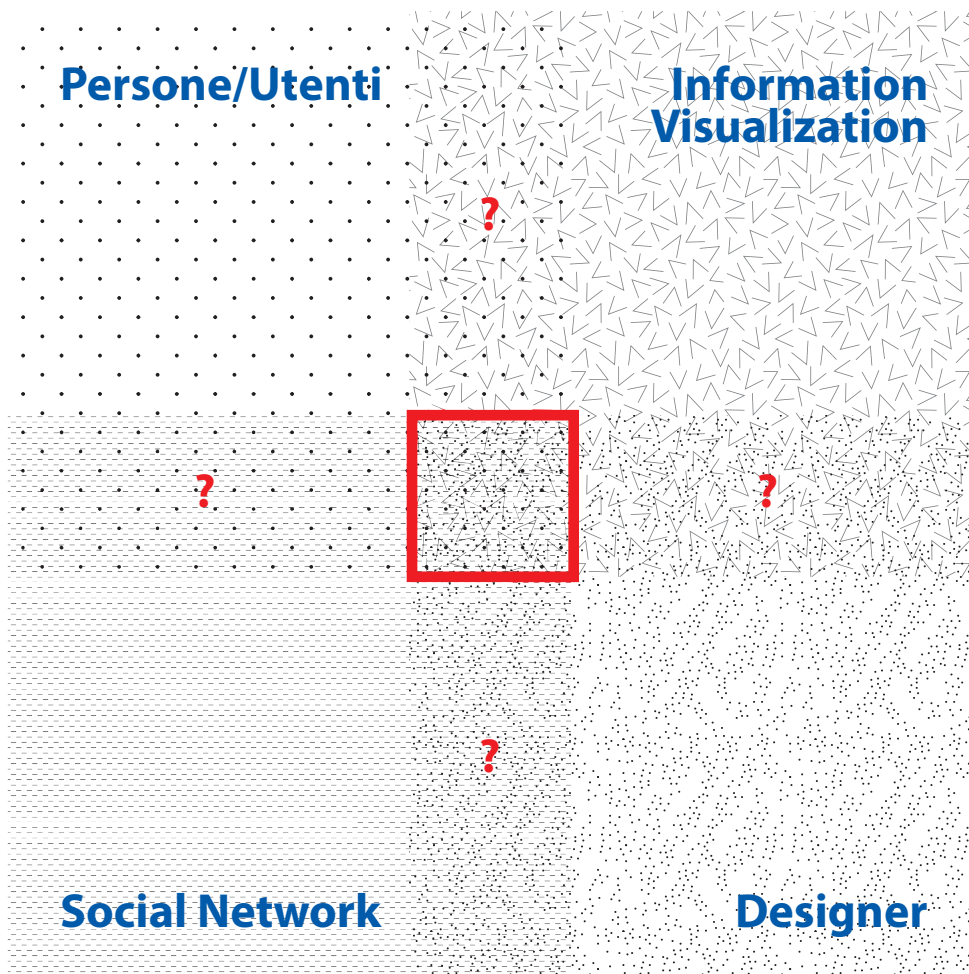 Persone/Utenti
Information
Visualization
?
?
?
?
Social Network
Designer